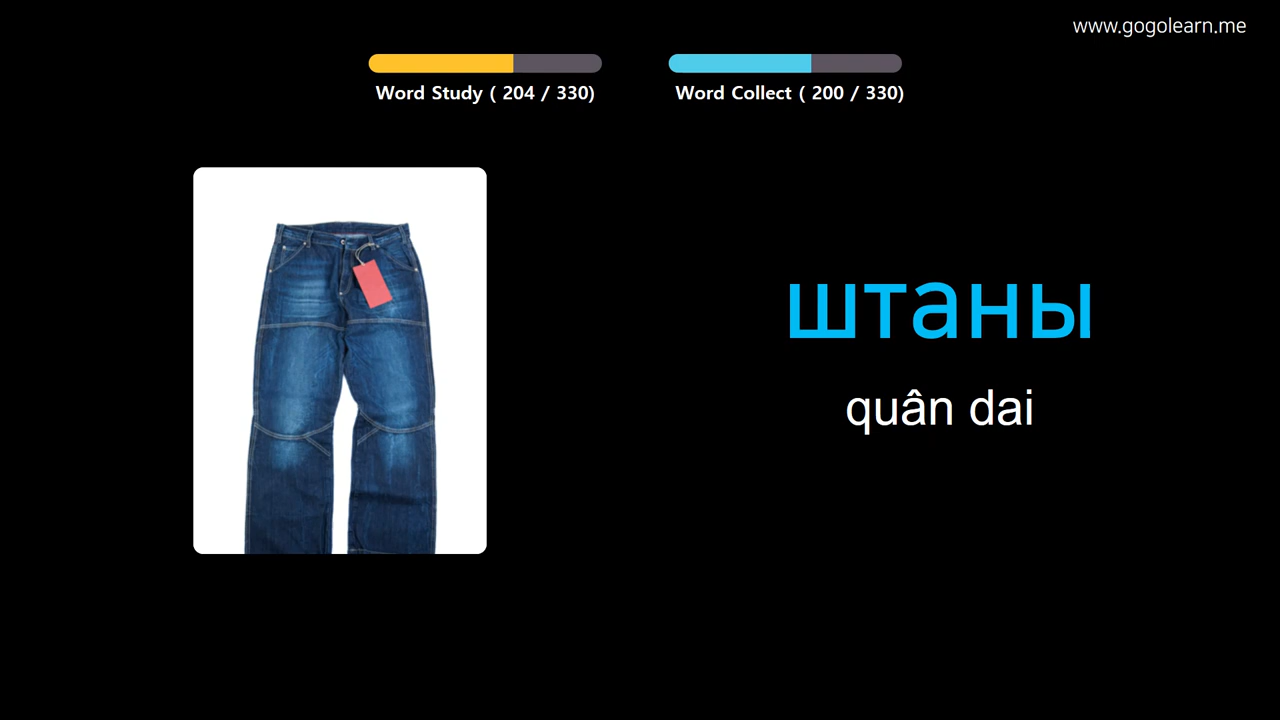 www.gogolearn.me
Word Study ( 204 / 330)
Word Collect ( 200 / 330)
штаны
quân dai